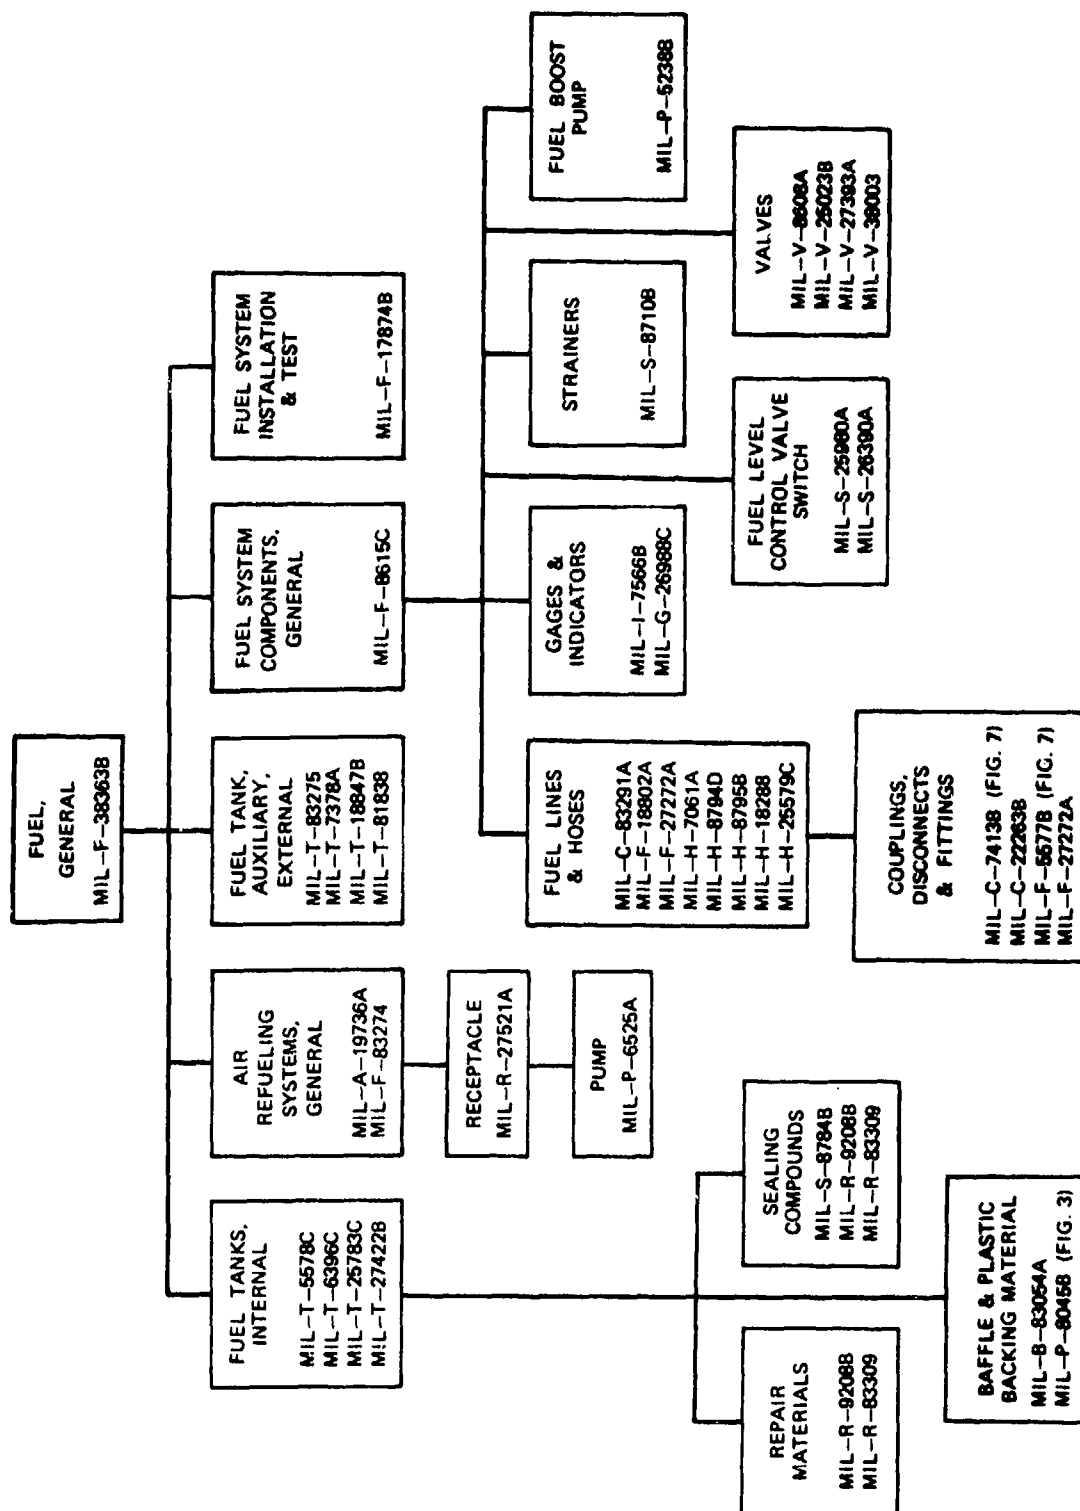 FUEL,
GENERAL
MIL-F-38363B
FUEL TANKS,
INTERNAL
MIL-T-5578C
MIL-T-6396C
MIL-T-25783C
MIL-T-27422B
AIR
REFUELING
SYSTEMS,
GENERAL
MIL-A-19736A
MIL-F-83274
FUEL TANK,
AUXILIARY,
EXTERNAL
MIL-T-83275
MIL-T-7378A
MIL-T-18847B
MIL-T-81838
FUEL SYSTEM
COMPONENTS,
GENERAL
MIL-F-8615C
FUEL SYSTEM
INSTALLATION
& TEST
MIL-F-17874B
RECEPTACLE
MIL-R-27521A
PUMP
MIL-P-6525A
FUEL LINES
& HOSES
MIL-C-83291A
MIL-F-18802A
MIL-F-27272A
MIL-H-7061A
MIL-H-8794D
MIL-H-8795B
MIL-H-18288
MIL-H-25579C
GAGES &
INDICATORS
MIL-I-7566B
MIL-G-26988C
STRAINERS
MIL-S-8710B
FUEL BOOST
PUMP
MIL-P-5238B
REPAIR
MATERIALS
MIL-R-9208B
MIL-R-83309
SEALING
COMPOUNDS
MIL-S-8784B
MIL-R-9208B
MIL-R-83309
FUEL LEVEL
CONTROL VALVE
SWITCH
MIL-S-25980A
MIL-S-26390A
VALVES
MIL-V-8608A
MIL-V-25023B
MIL-V-27393A
MIL-V-38003
COUPLINGS,
DISCONNECTS
& FITTINGS
MIL-C-7413B (FIG. 7)
MIL-C-22263B
MIL-F-5577B (FIG. 7)
MIL-F-27272A
BAFFLE & PLASTIC
BACKING MATERIAL
MIL-B-83054A
MIL-P-8045B (FIG. 3)